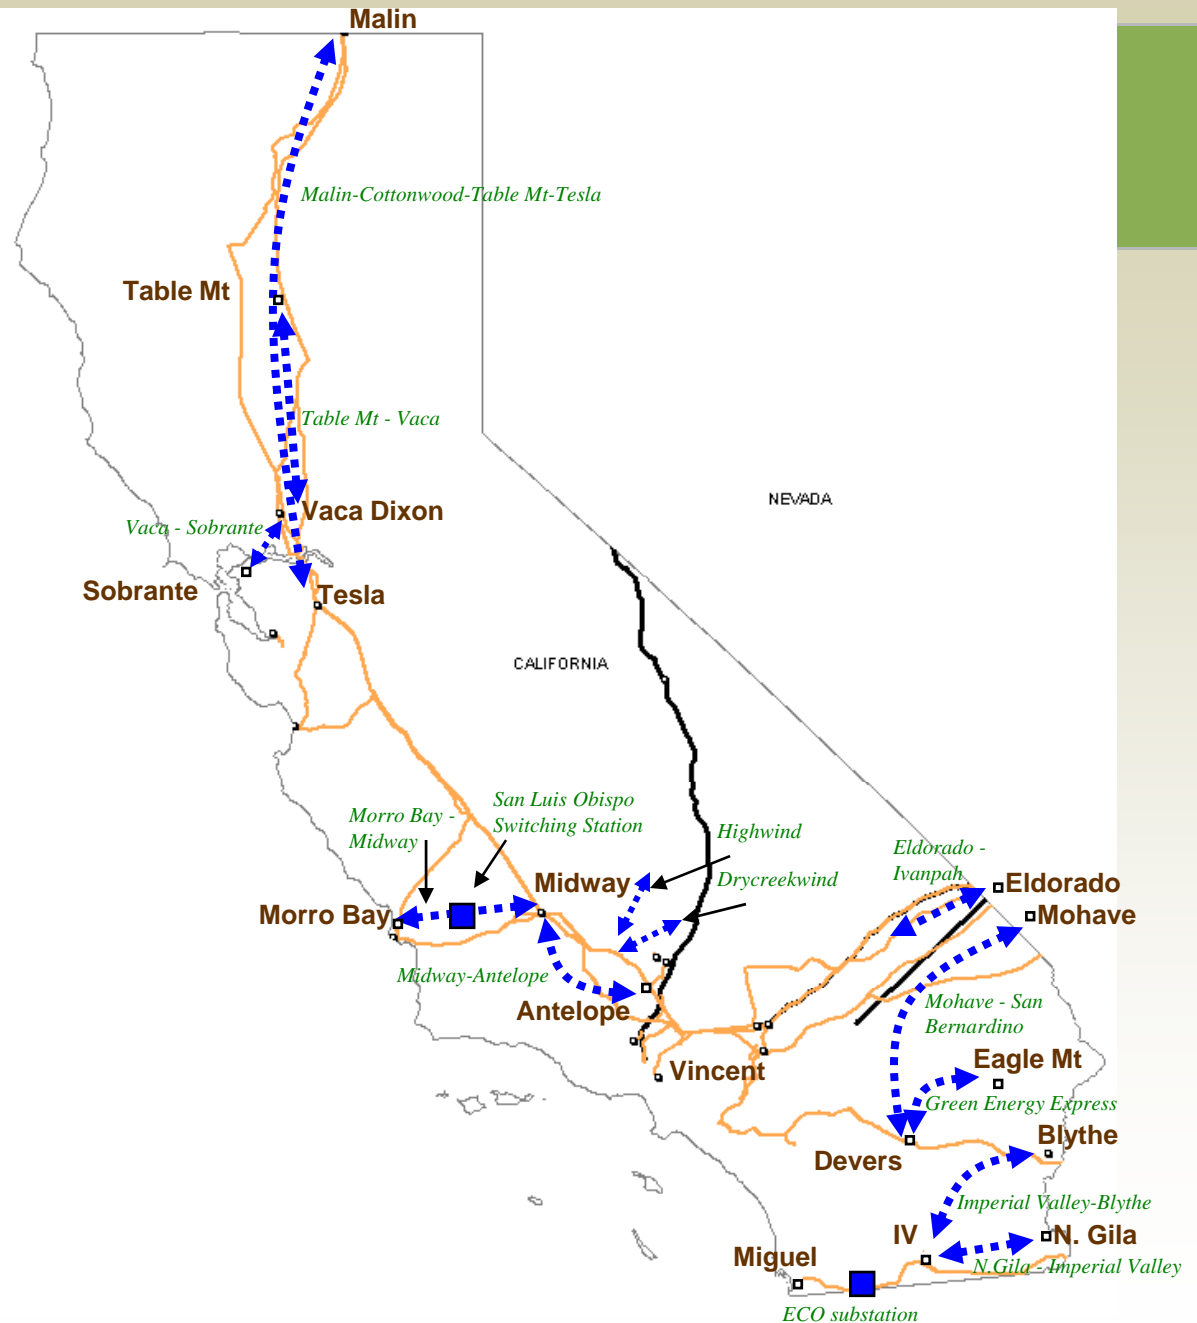 Malin
Malin-Cottonwood-Table Mt-Tesla
Table Mt
Table Mt - Vaca
NEVADA
Vaca Dixon
Vaca - Sobrante
Sobrante
Tesla
CALIFORNIA
San Luis Obispo
Switching Station
Morro Bay -
Midway
Highwind
Eldorado -
Ivanpah
Drycreekwind
Midway
Eldorado
Morro Bay
Mohave
Midway-Antelope
Antelope
Mohave - San
Bernardino
Vincent
Eagle Mt
Green Energy Express
Blythe
Devers
Imperial Valley-Blythe
IV
N. Gila
Miguel
N.Gila - Imperial Valley
ECO substation